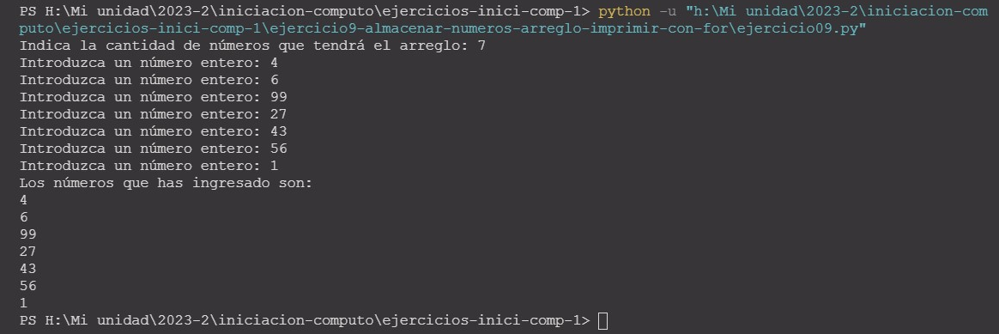 PS H:\Mi unidad\2023-2\iniciacion-computo\ejercicios-inici-comp-1> python -u "h:\Mi unidad\2023-2\iniciacion-com
puto\ejercicios-inici-comp-1\ejercicio9-almacenar-numeros-arreglo-imprimir-con-for\ejercicio09.py"
Indica la cantidad de números que tendrá el arreglo: 7
Introduzca un número entero: 4
Introduzca un número entero: 6
Introduzca un número entero: 99
Introduzca un número entero: 27
Introduzca un número entero: 43
Introduzca un número entero: 56
Introduzca un número entero: 1
Los números que has ingresado son:
4
6
99
27
43
56
1
PS H:\Mi unidad\2023-2\iniciacion-computo\ejercicios-inici-comp-1>